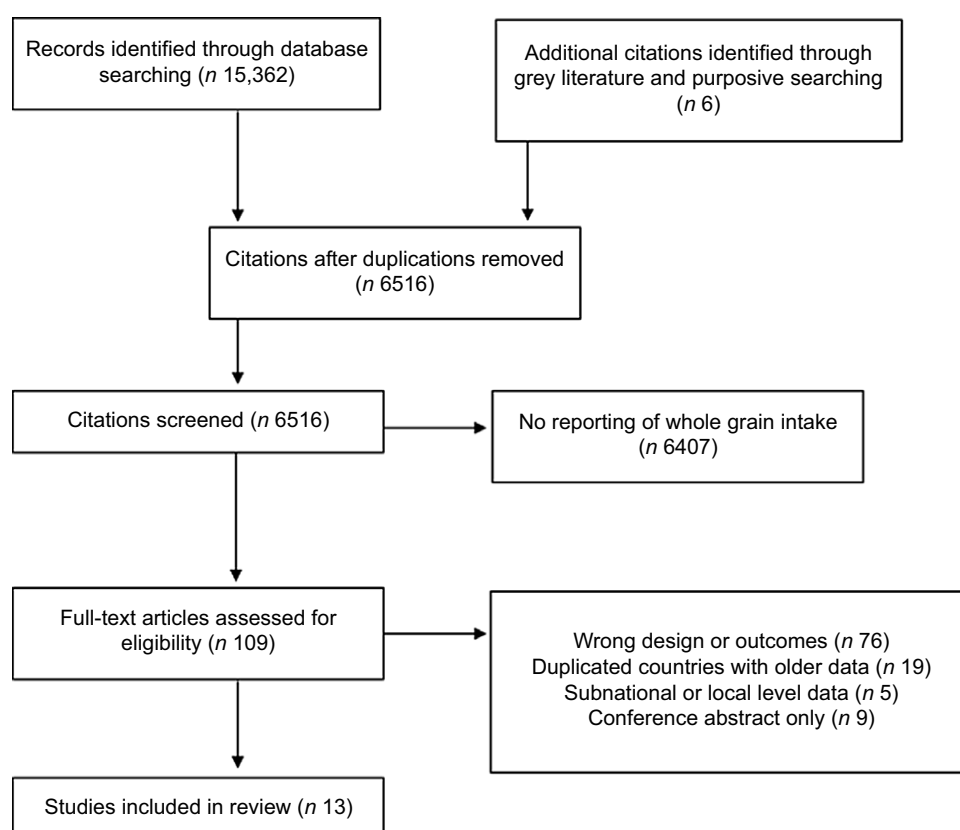 Records identified through database
searching (n 15,362)
Additional citations identified through
grey literature and purposive searching
(n 6)
Citations after duplications removed
(n 6516)
Citations screened (n 6516)
No reporting of whole grain intake
(n 6407)
Full-text articles assessed for
eligibility (n 109)
Wrong design or outcomes (n 76)
Duplicated countries with older data (n 19)
Subnational or local level data (n 5)
Conference abstract only (n 9)
Studies included in review (n 13)